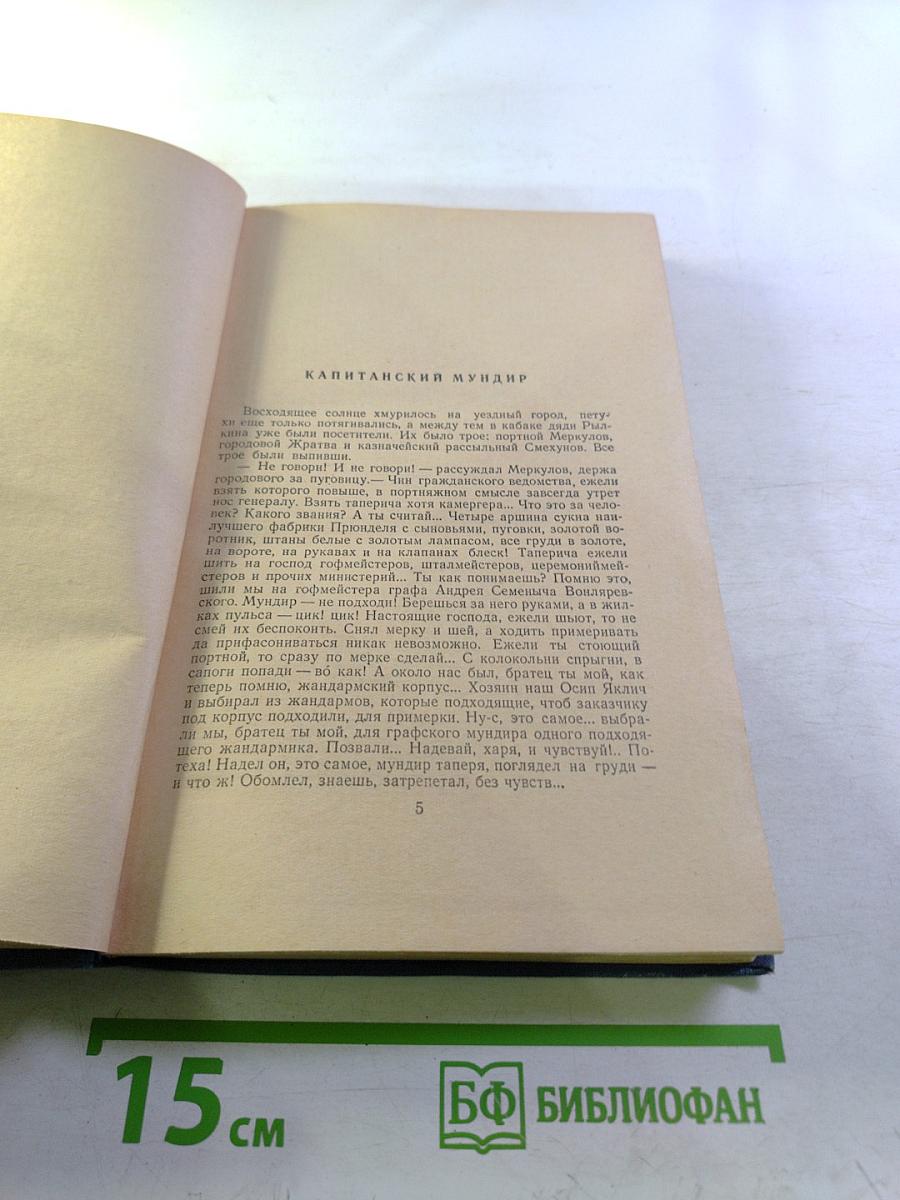 КАПИТАНСКИЙ МУНДИР
Восходящее солнце хмурилось на уездный город, пету-
хи еще только потягивались, а между тем в кабаке дяди Рыл-
кина уже были посетители. Их было трое: портной Меркулов,
городовой Жратва и казначейский рассыльный Смехунов. Все
трое были выпивши.
— Не говори! И не говори! — рассуждал Меркулов, держа
городового за пуговицу.— Чин гражданского ведомства, ежели
взять которого повыше, в портняжном смысле завсегда утрет
нос генералу. Взять таперича хотя камергера... Что это за чело-
век? Какого звания? А ты считай... Четыре аршина сукна наи-
лучшего фабрики Прюнделя с сыновьями, пуговки, золотой во-
ротник, штаны белые с золотым лампасом, все груди в золоте,
на вороте, на рукавах и на клапанах блеск! Таперича ежели
шить на господ гофмейстеров, шталмейстеров, церемониймей-
стеров и прочих министерий... Ты как понимаешь? Помню это,
шили мы на гофмейстера графа Андрея Семеныча Вонлярев-
ского. Мундир — не подходи! Берешься за него руками, а в жил-
ках пульса — цик! цик! Настоящие господа, ежели шьют, то не
смей их беспокоить. Снял мерку и шей, а ходить примеривать
да прифасониваться никак невозможно. Ежели ты стоющий
портной, то сразу по мерке сделай... С колокольни спрыгни, в
сапоги попади — во́ как! А около нас был, братец ты мой, как
теперь помню, жандармский корпус... Хозяин наш Осип Яклич
и выбирал из жандармов, которые подходящие, чтоб заказчику
под корпус подходили, для примерки. Ну-с, это самое... выбра-
ли мы, братец ты мой, для графского мундира одного подходя-
щего жандармика. Позвали... Надевай, харя, и чувствуй!.. По-
теха! Надел он, это самое, мундир таперя, поглядел на груди —
и что ж! Обомлел, знаешь, затрепетал, без чувств...
5
15 см
БФ БИБЛИОФАН